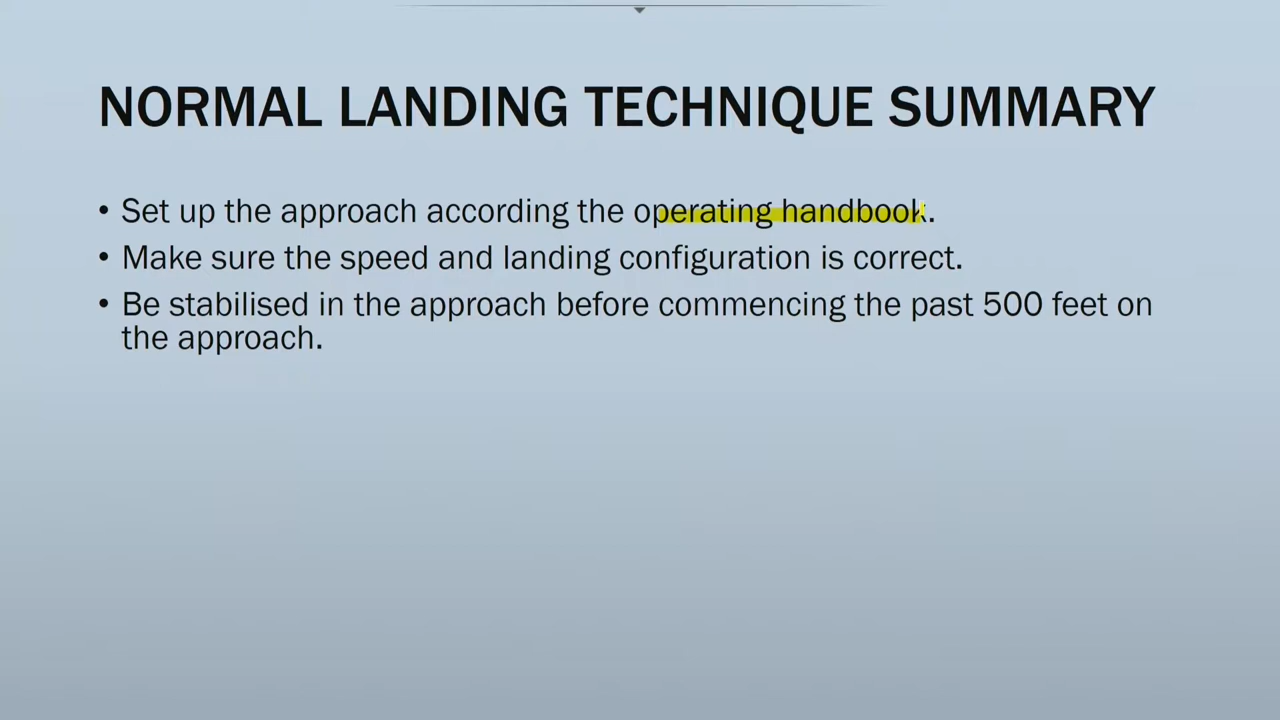 NORMAL LANDING TECHNIQUE SUMMARY
• Set up the approach according the operating handbook.
• Make sure the speed and landing configuration is correct.
• Be stabilised in the approach before commencing the past 500 feet on
the approach.